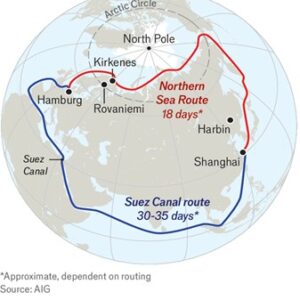 Arctic Circle
North Pole
Kirkenes
Hamburg
Rovaniemi
Northern
Sea Route
18 days*
Harbin
Shanghai
Suez
Canal
Suez Canal route
30-35 days*
*Approximate, dependent on routing
Source: AIG